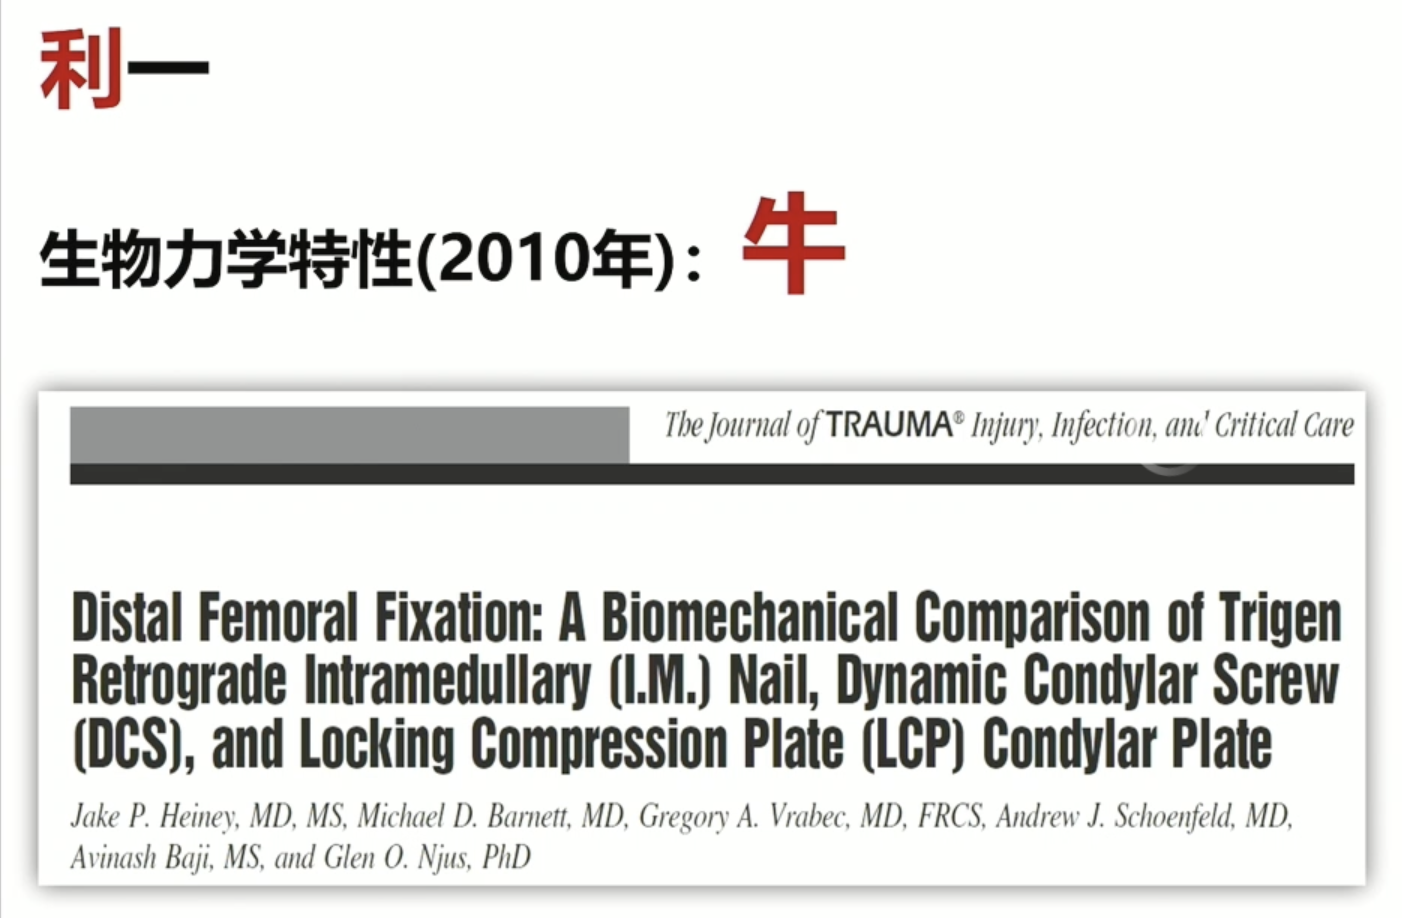 利一
生物力学特性(2010年)：牛
The Journal of TRAUMA® Injury, Infection, and Critical Care
Distal Femoral Fixation: A Biomechanical Comparison of Trigen
Retrograde Intramedullary (I.M.) Nail, Dynamic Condylar Screw
(DCS), and Locking Compression Plate (LCP) Condylar Plate
Jake P. Heiney, MD, MS, Michael D. Barnett, MD, Gregory A. Vrabec, MD, FRCS, Andrew J. Schoenfeld, MD,
Avinash Baji, MS, and Glen O. Njus, PhD